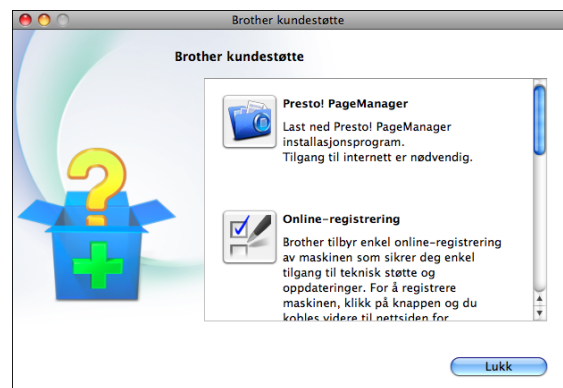 Brother kundestøtte
Brother kundestøtte
Presto! PageManager
Last ned Presto! PageManager
installasjonsprogram.
Tilgang til internett er nødvendig.
Online-registrering
Brother tilbyr enkel online-registrering
av maskinen som sikrer deg enkel
tilgang til teknisk støtte og
oppdateringer. For å registrere
maskinen, klikk på knappen og du
kobles videre til nettsiden for
Lukk